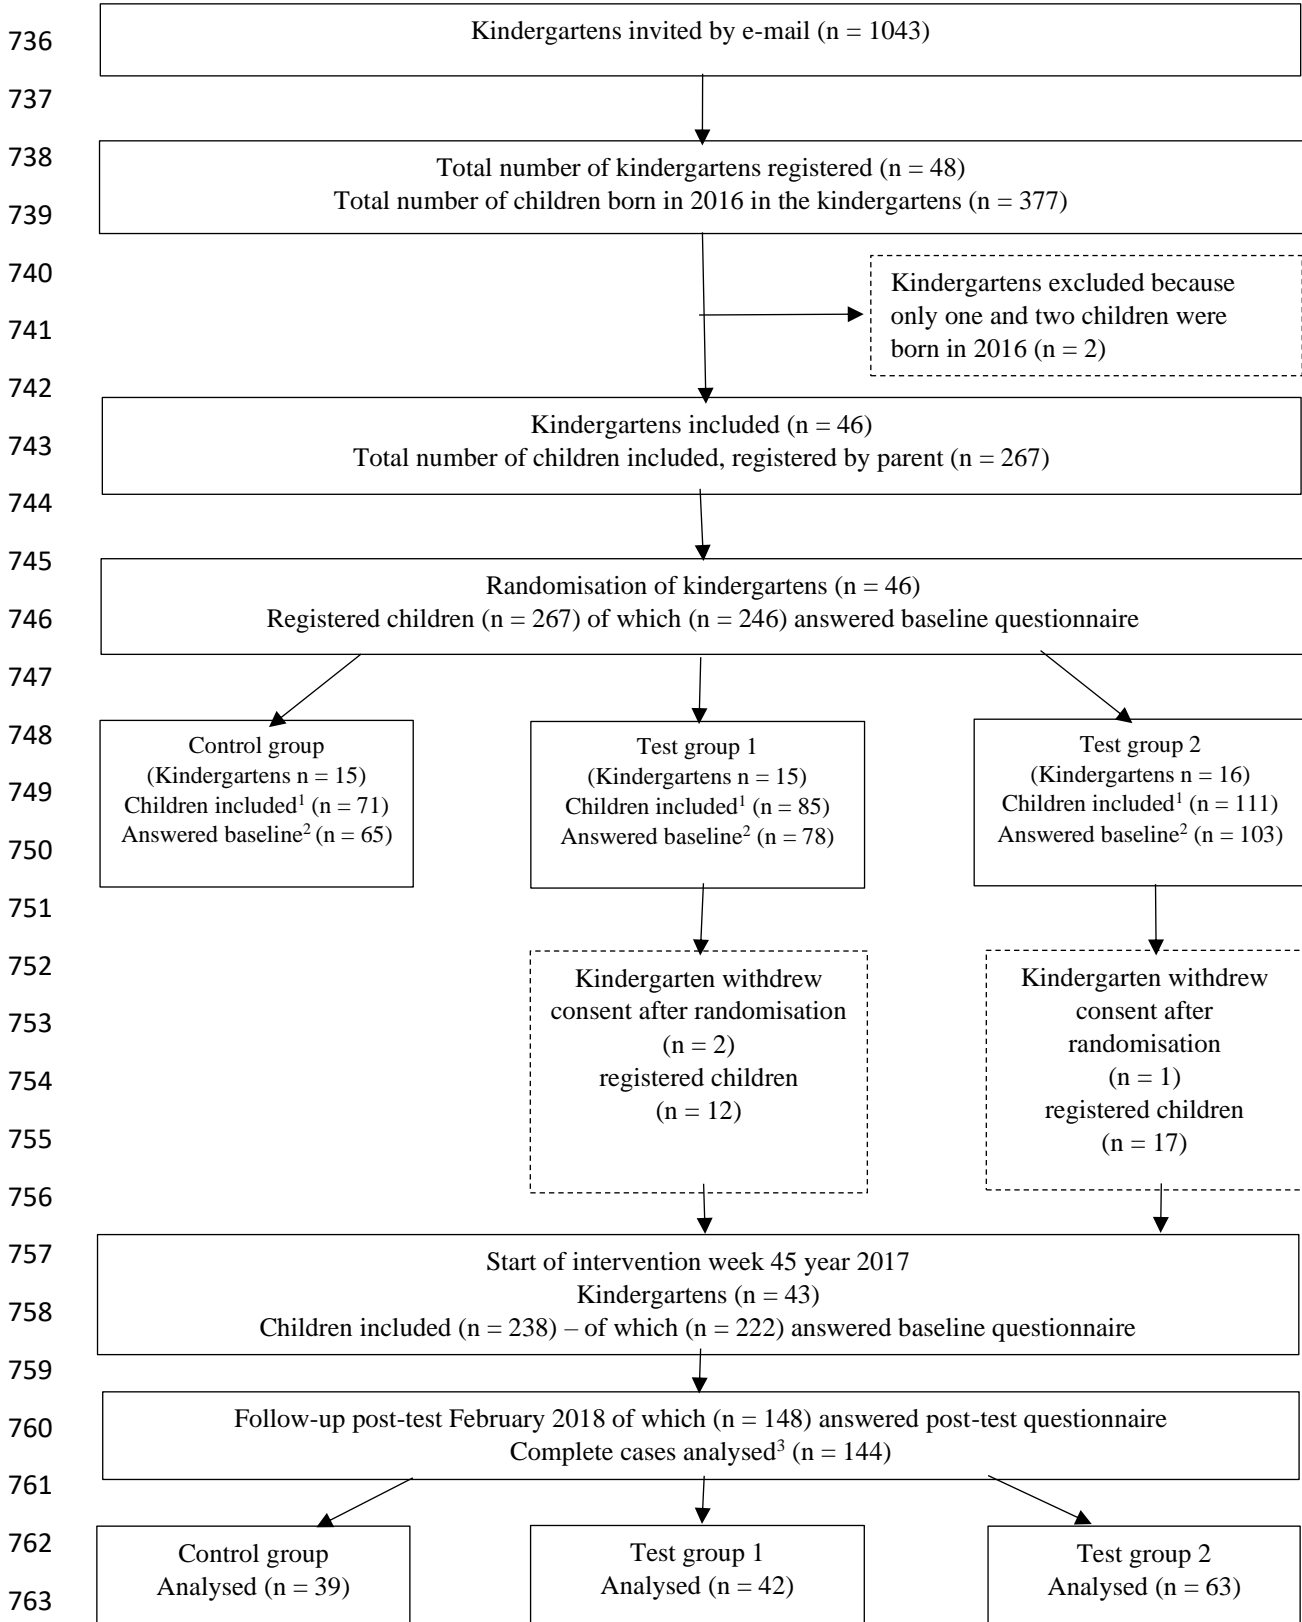 736
Kindergartens invited by e-mail (n = 1043)
737
738
Total number of kindergartens registered (n = 48)
739
Total number of children born in 2016 in the kindergartens (n = 377)
740
Kindergartens excluded because
only one and two children were
born in 2016 (n = 2)
741
742
743
Kindergartens included (n = 46)
Total number of children included, registered by parent (n = 267)
744
745
Randomisation of kindergartens (n = 46)
746
Registered children (n = 267) of which (n = 246) answered baseline questionnaire
747
748
749
750
Control group
(Kindergartens n = 15)
Children included¹ (n = 71)
Answered baseline² (n = 65)
Test group 1
(Kindergartens n = 15)
Children included¹ (n = 85)
Answered baseline² (n = 78)
Test group 2
(Kindergartens n = 16)
Children included¹ (n = 111)
Answered baseline² (n = 103)
751
752
753
754
755
Kindergarten withdrew
consent after randomisation
(n = 2)
registered children
(n = 12)
Kindergarten withdrew
consent after
randomisation
(n = 1)
registered children
(n = 17)
756
757
Start of intervention week 45 year 2017
Kindergartens (n = 43)
758
Children included (n = 238) – of which (n = 222) answered baseline questionnaire
759
760
Follow-up post-test February 2018 of which (n = 148) answered post-test questionnaire
Complete cases analysed³ (n = 144)
761
762
763
Control group
Analysed (n = 39)
Test group 1
Analysed (n = 42)
Test group 2
Analysed (n = 63)